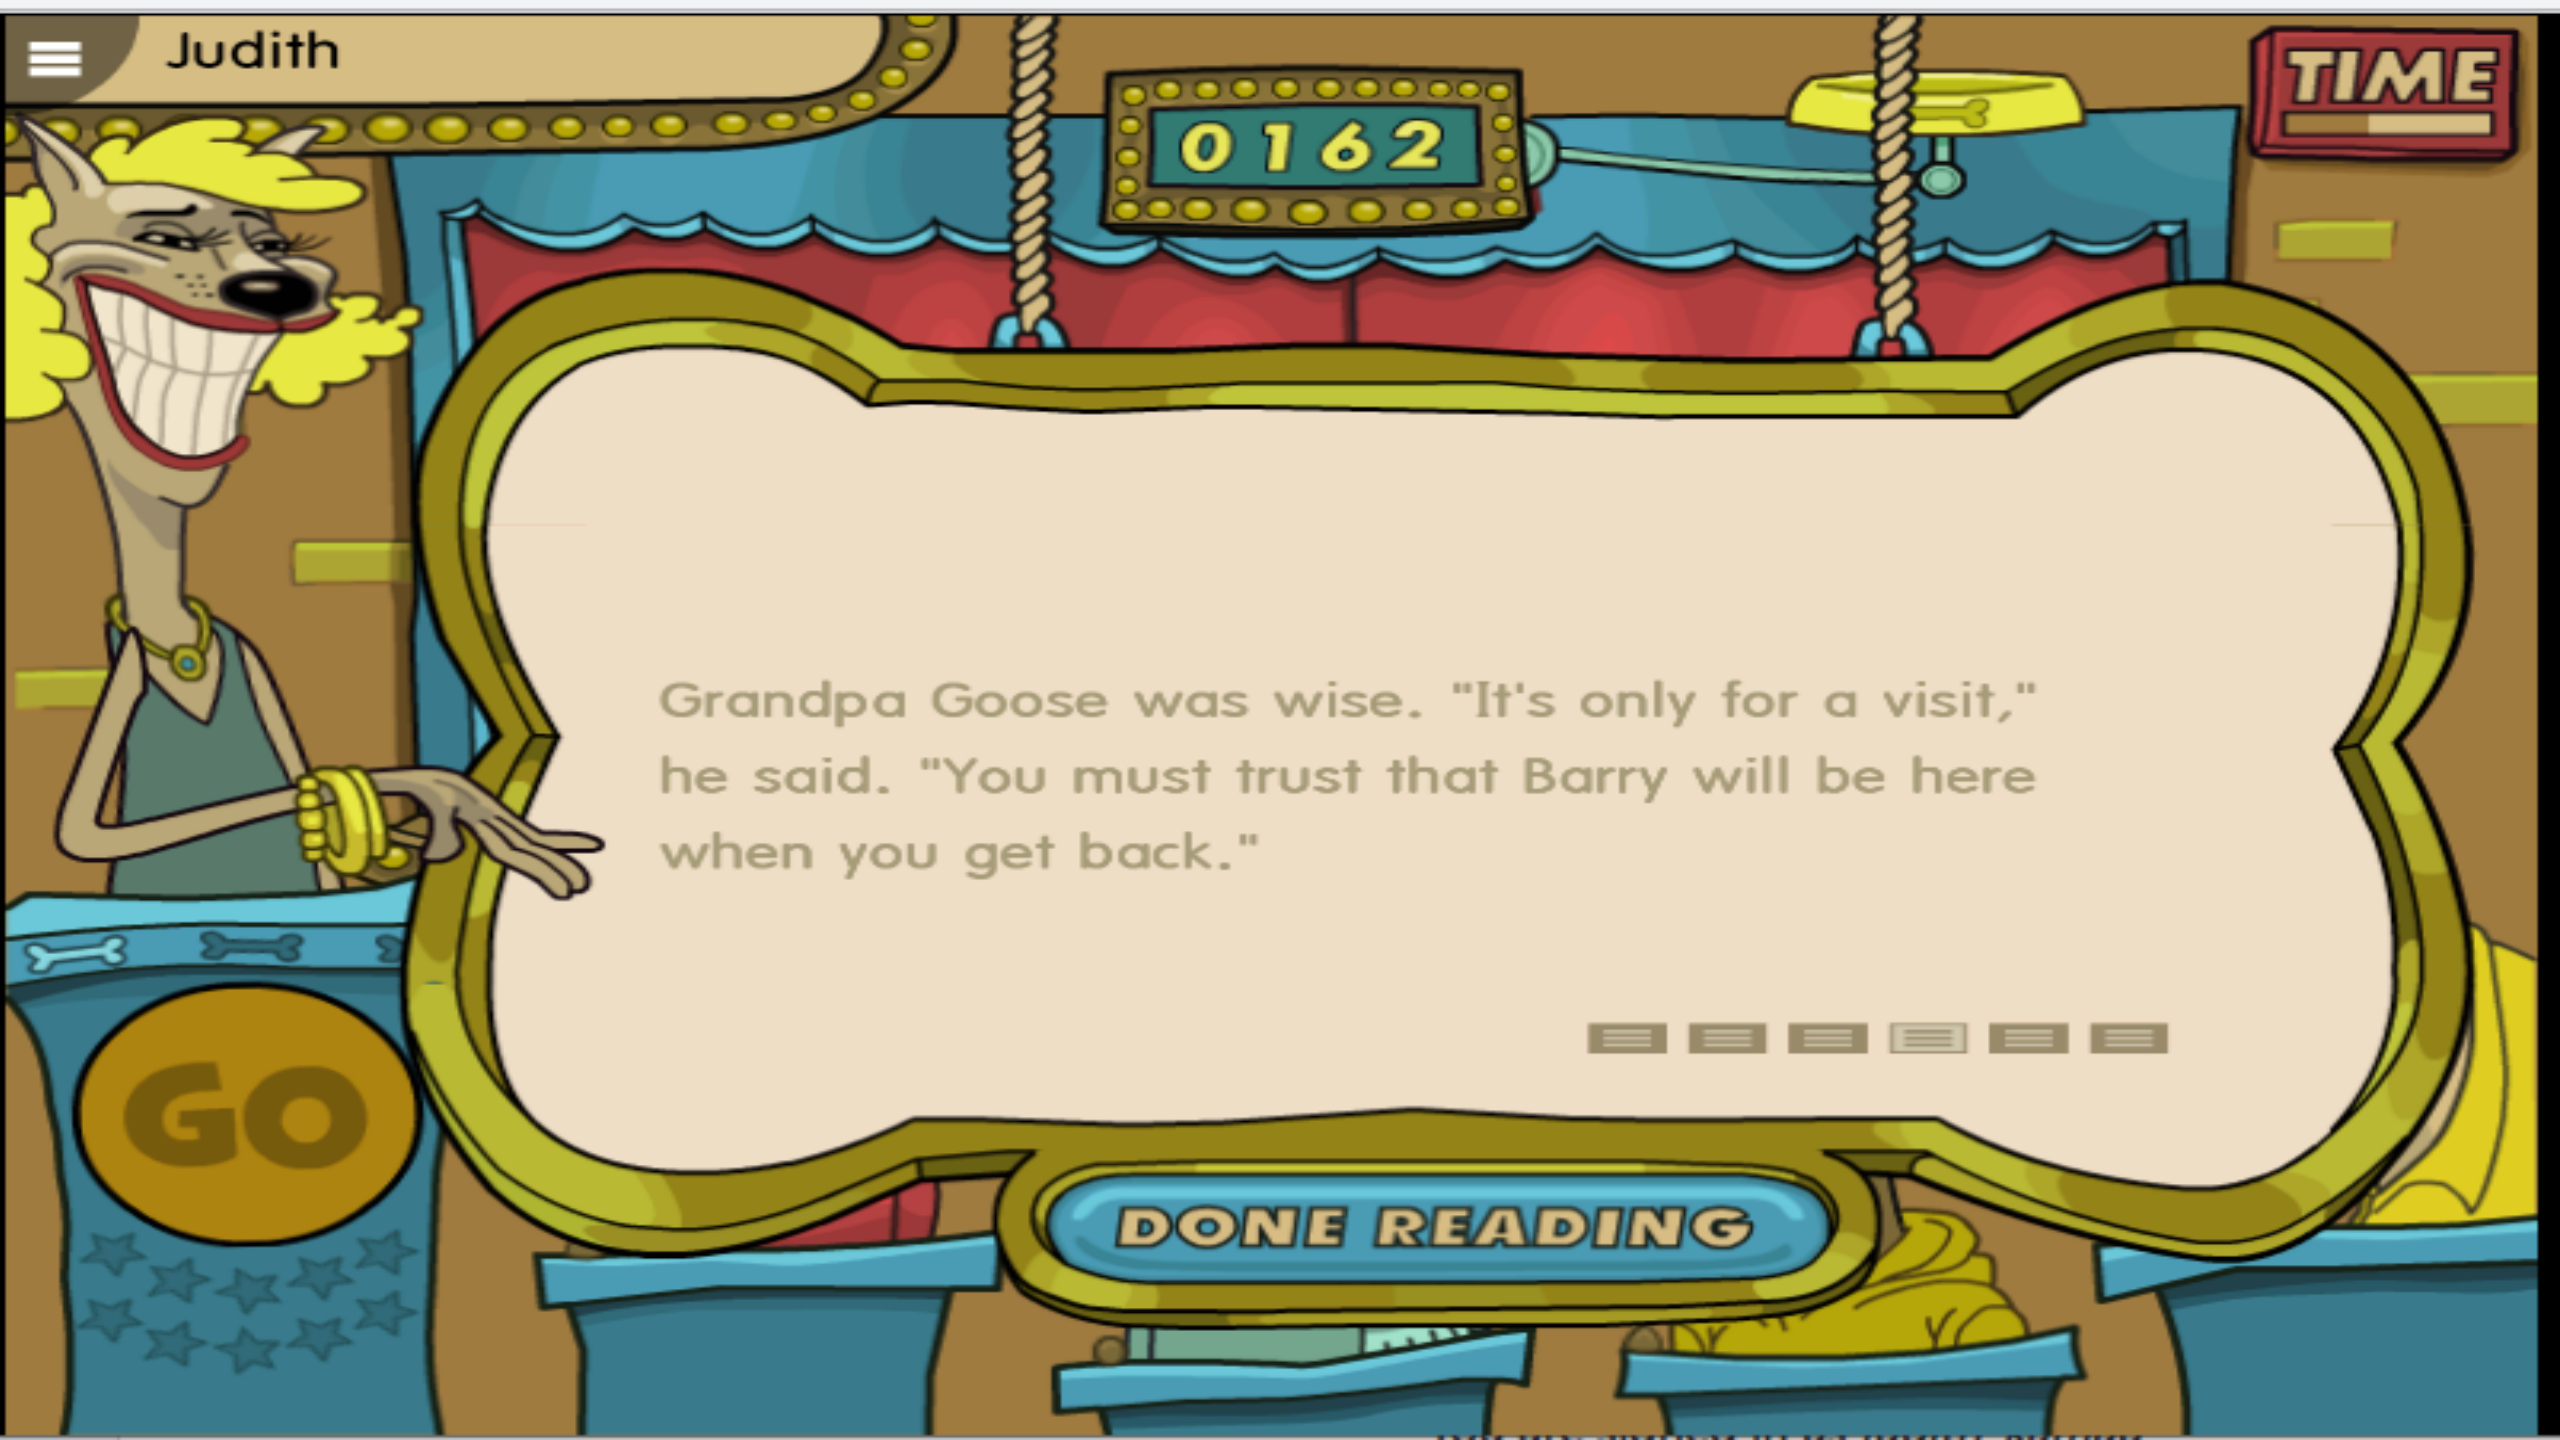 Judith
0162
TIME
Grandpa Goose was wise. "It's only for a visit,"
he said. "You must trust that Barry will be here
when you get back."
GO
DONE READING